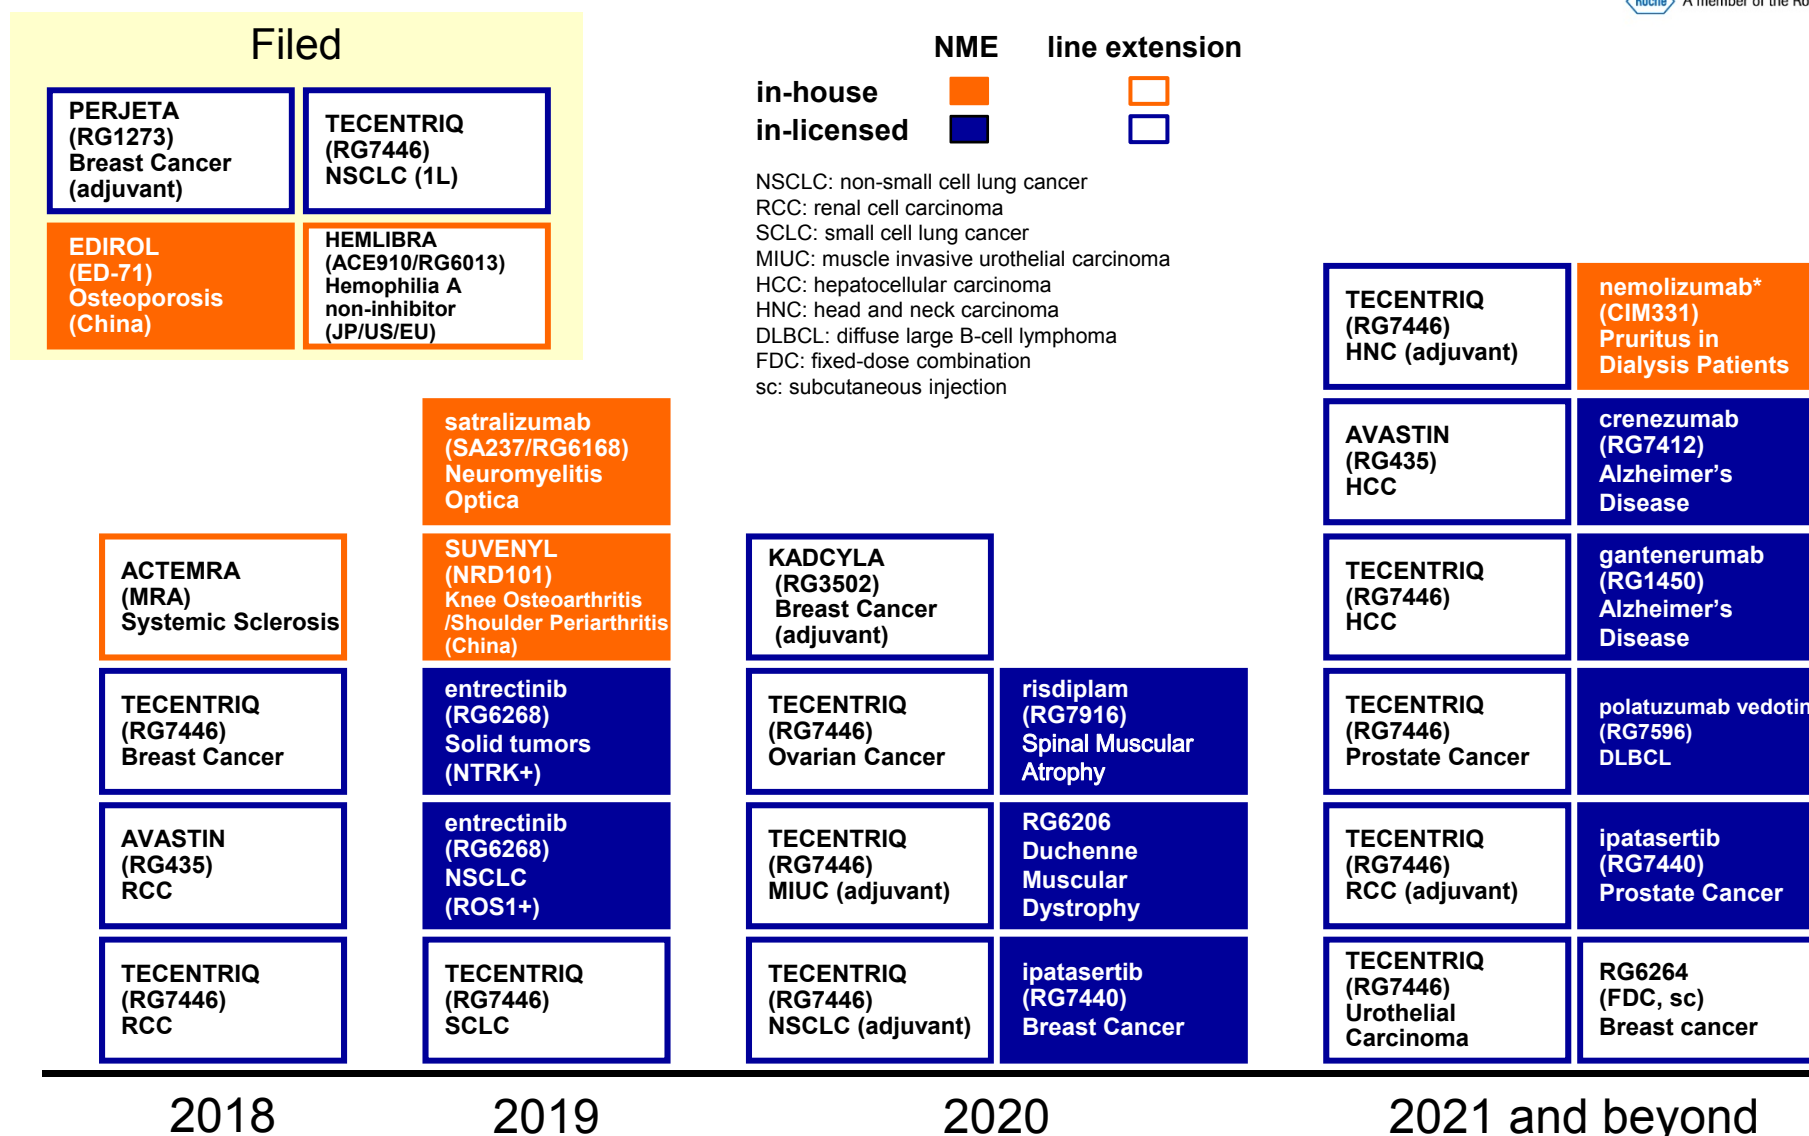 Roche A member of the Ro
Filed
PERJETA
(RG1273)
Breast Cancer
(adjuvant)
TECENTRIQ
(RG7446)
NSCLC (1L)
EDIROL
(ED-71)
Osteoporosis
(China)
HEMLIBRA
(ACE910/RG6013)
Hemophilia A
non-inhibitor
(JP/US/EU)
NME line extension
in-house
in-licensed
NSCLC: non-small cell lung cancer
RCC: renal cell carcinoma
SCLC: small cell lung cancer
MIUC: muscle invasive urothelial carcinoma
HCC: hepatocellular carcinoma
HNC: head and neck carcinoma
DLBCL: diffuse large B-cell lymphoma
FDC: fixed-dose combination
sc: subcutaneous injection
ACTEMRA
(MRA)
Systemic Sclerosis
TECENTRIQ
(RG7446)
Breast Cancer
AVASTIN
(RG435)
RCC
TECENTRIQ
(RG7446)
RCC
2018
satralizumab
(SA237/RG6168)
Neuromyelitis
Optica
SUVENYL
(NRD101)
Knee Osteoarthritis
/Shoulder Periarthritis
(China)
entrectinib
(RG6268)
Solid tumors
(NTRK+)
entrectinib
(RG6268)
NSCLC
(ROS1+)
TECENTRIQ
(RG7446)
SCLC
2019
KADCYLA
(RG3502)
Breast Cancer
(adjuvant)
TECENTRIQ
(RG7446)
Ovarian Cancer
risdiplam
(RG7916)
Spinal Muscular
Atrophy
TECENTRIQ
(RG7446)
MIUC (adjuvant)
RG6206
Duchenne
Muscular
Dystrophy
TECENTRIQ
(RG7446)
NSCLC (adjuvant)
ipatasertib
(RG7440)
Breast Cancer
2020
TECENTRIQ
(RG7446)
HNC (adjuvant)
nemolizumab*
(CIM331)
Pruritus in
Dialysis Patients
AVASTIN
(RG435)
HCC
crenezumab
(RG7412)
Alzheimer's
Disease
TECENTRIQ
(RG7446)
HCC
gantenerumab
(RG1450)
Alzheimer's
Disease
TECENTRIQ
(RG7446)
Prostate Cancer
polatuzumab vedotin
(RG7596)
DLBCL
TECENTRIQ
(RG7446)
RCC (adjuvant)
ipatasertib
(RG7440)
Prostate Cancer
TECENTRIQ
(RG7446)
Urothelial
Carcinoma
RG6264
(FDC, sc)
Breast cancer
2021 and beyond